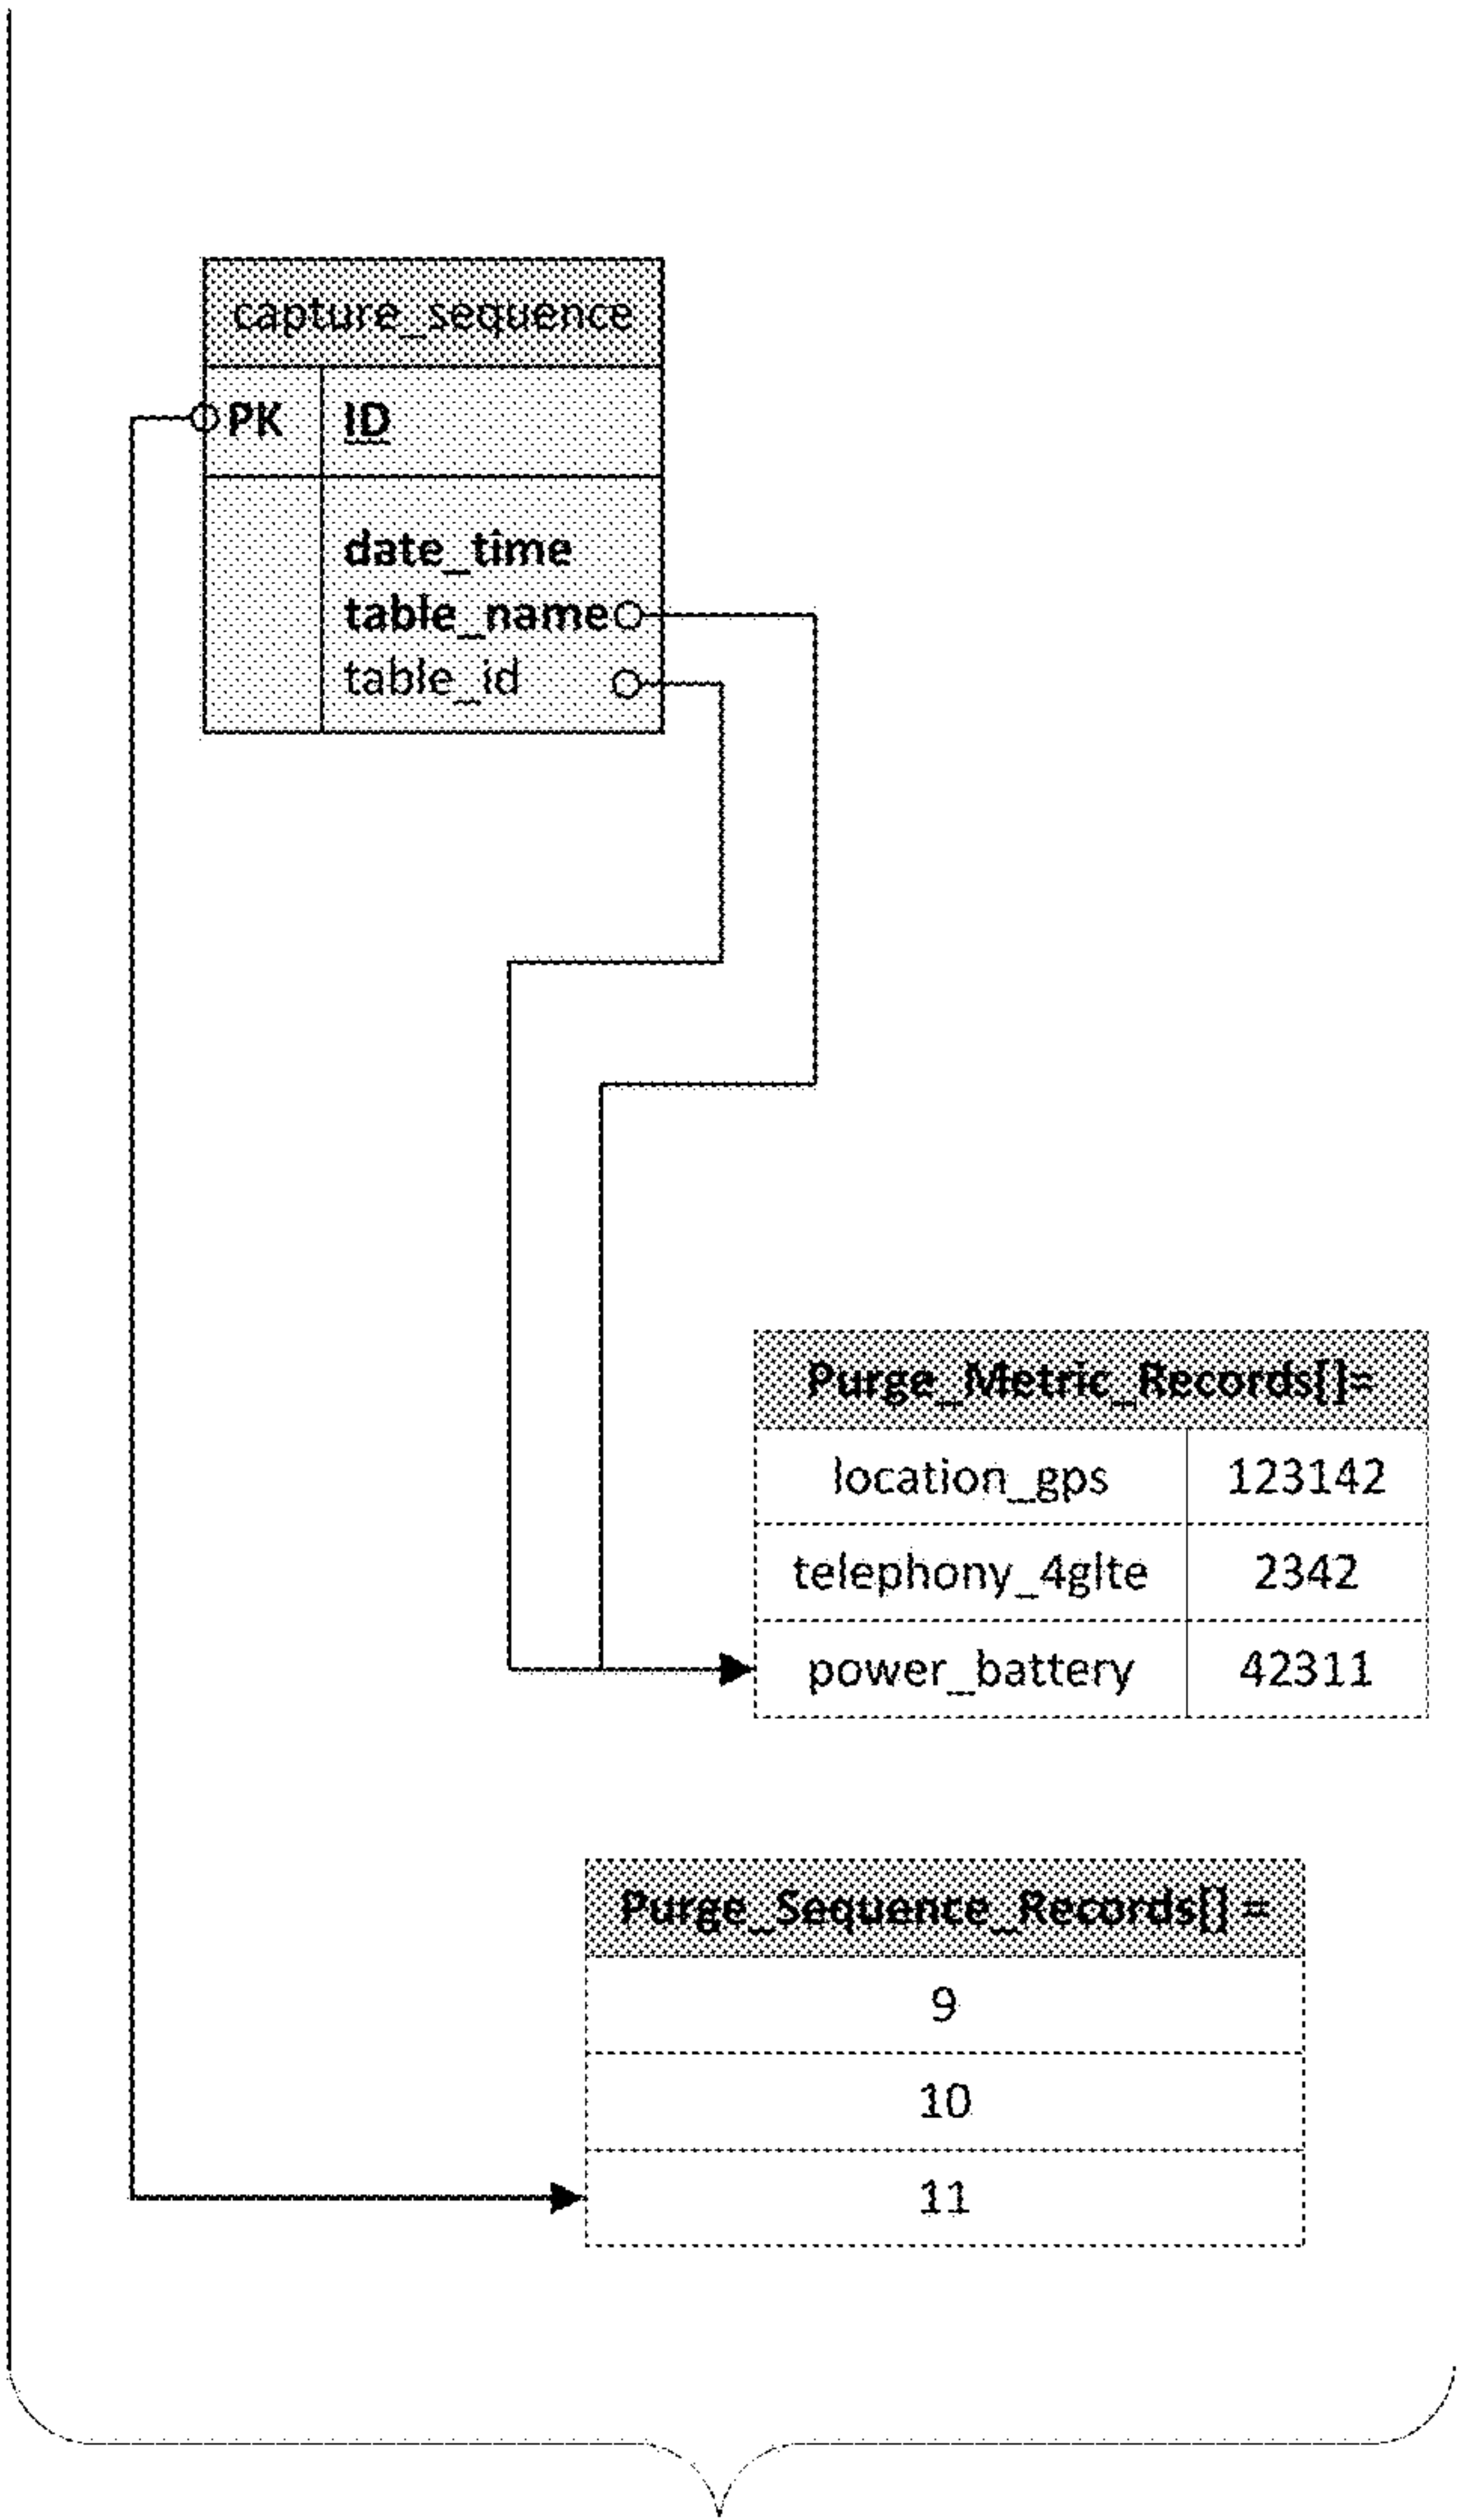 capture_sequence
PK ID
date_time
table_name
table_id
Purge_Metric_Records[]=
location_gps 123142
telephony_4glte 2342
power_battery 42311
Purge_Sequence_Records[] =
9
10
11